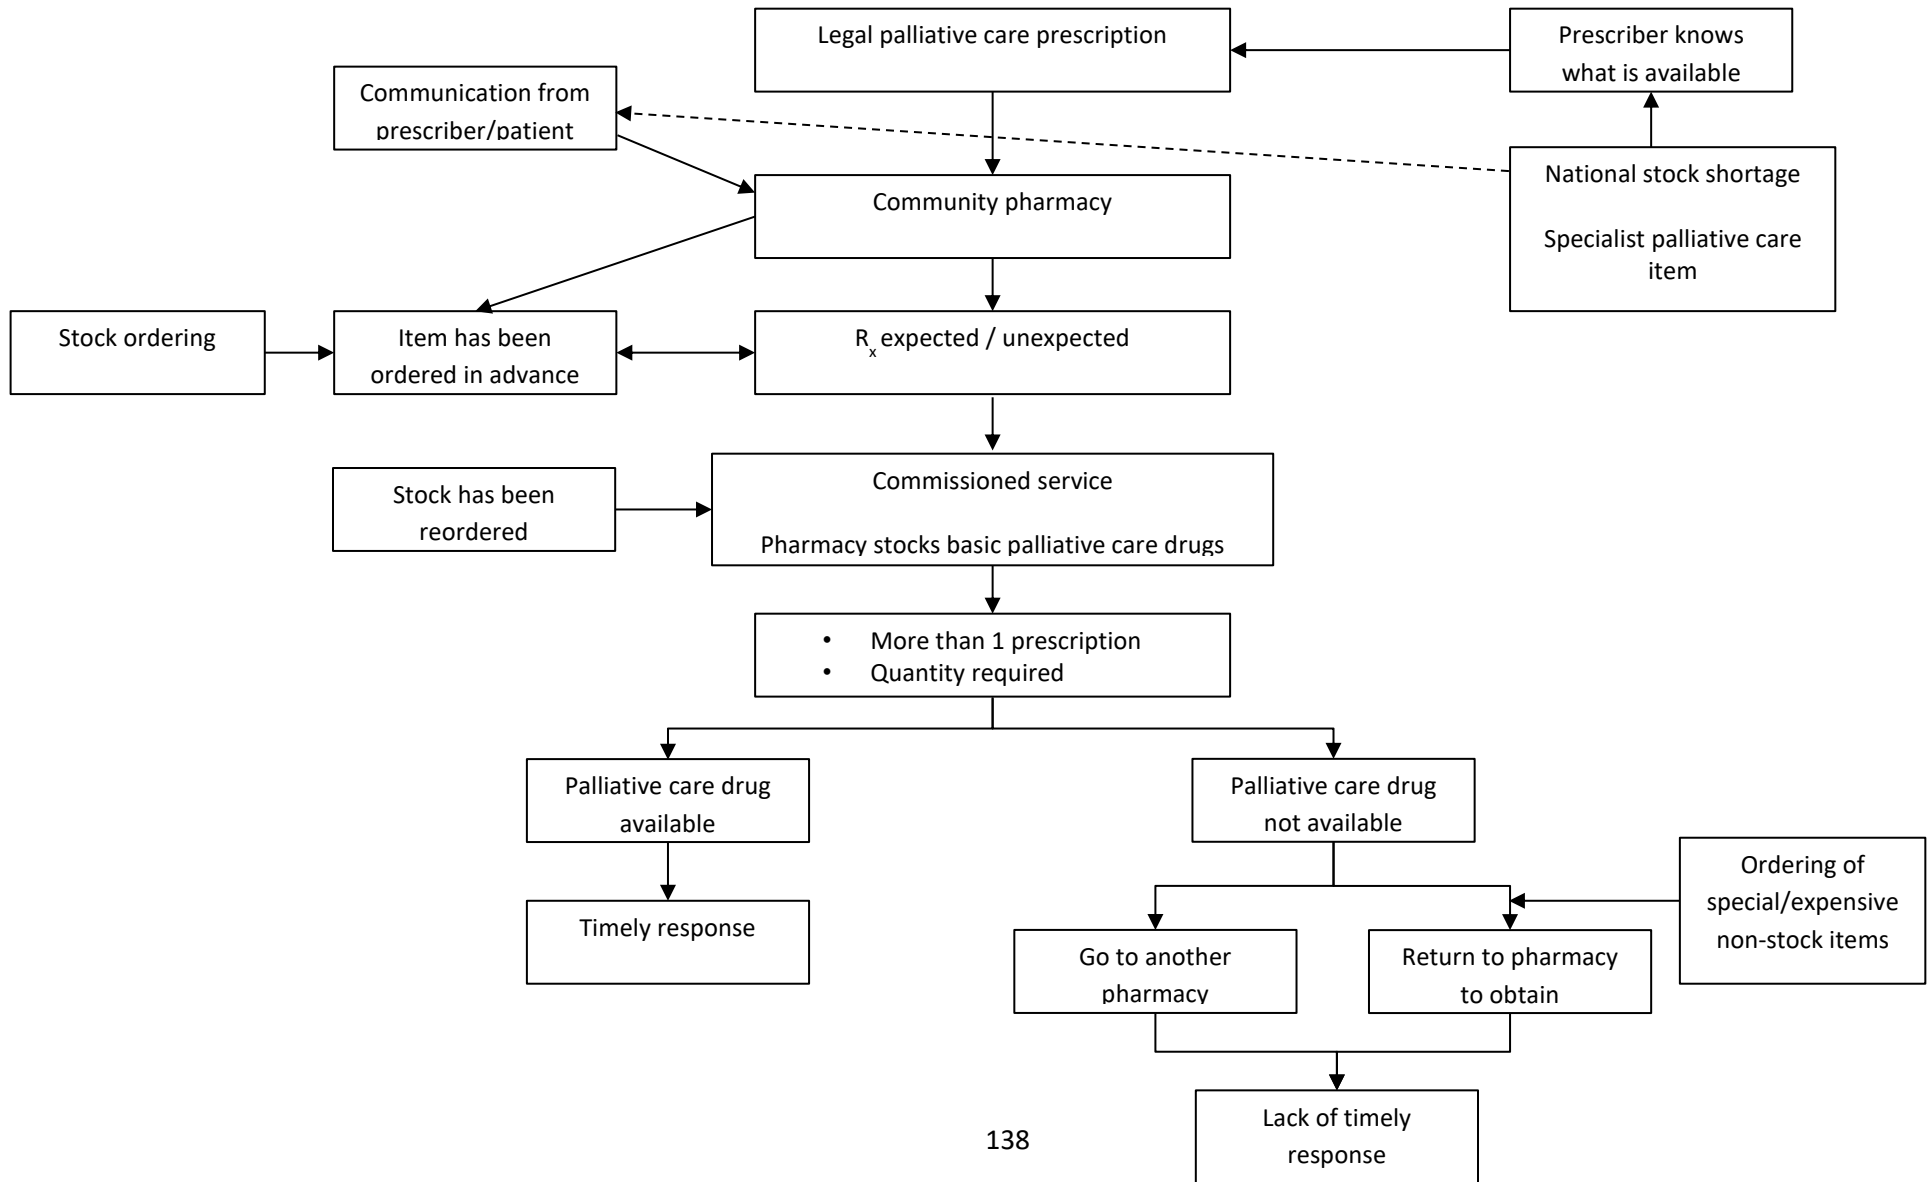 Legal palliative care prescription
Prescriber knows
what is available
Communication from
prescriber/patient
National stock shortage
Specialist palliative care
item
Community pharmacy
Stock ordering
Item has been
ordered in advance
Rx expected / unexpected
Stock has been
reordered
Commissioned service
Pharmacy stocks basic palliative care drugs
• More than 1 prescription
• Quantity required
Palliative care drug
available
Palliative care drug
not available
Timely response
Ordering of
special/expensive
non-stock items
Go to another
pharmacy
Return to pharmacy
to obtain
Lack of timely
response
138